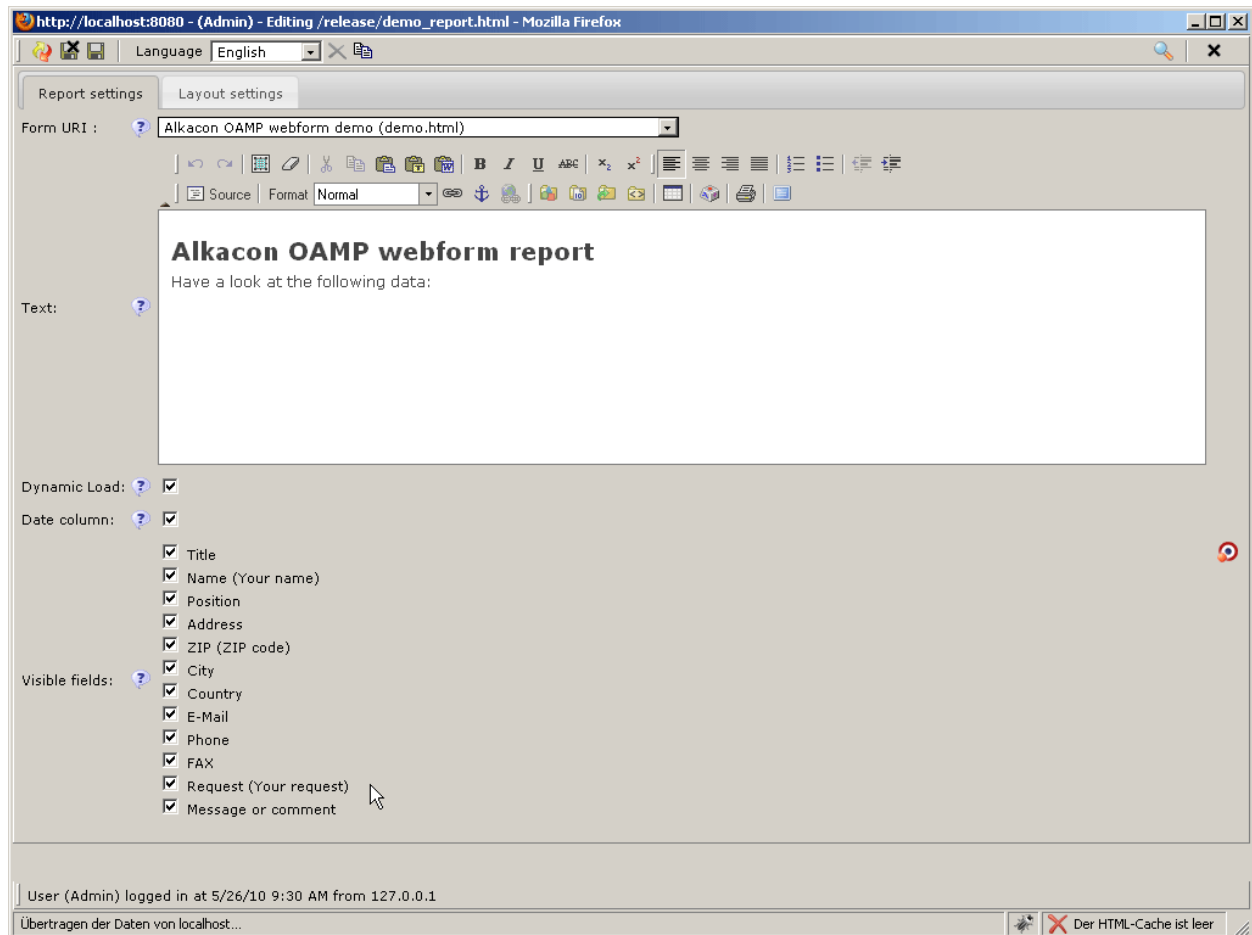 http://localhost:8080 - (Admin) - Editing /release/demo_report.html - Mozilla Firefox
Language English
Report settings Layout settings
Form URI : Alkacon OAMP webform demo (demo.html)
B I U ABC x₂ x²
Source Format Normal
Alkacon OAMP webform report
Have a look at the following data:
Text:
Dynamic Load:
Date column:
Visible fields:
Title
Name (Your name)
Position
Address
ZIP (ZIP code)
City
Country
E-Mail
Phone
FAX
Request (Your request)
Message or comment
User (Admin) logged in at 5/26/10 9:30 AM from 127.0.0.1
Übertragen der Daten von localhost... Der HTML-Cache ist leer